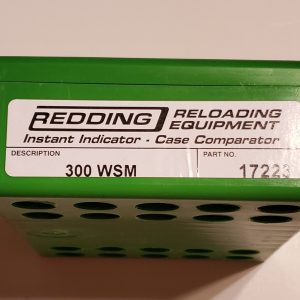 REDDING RELOADING EQUIPMENT
Instant Indicator - Case Comparator
DESCRIPTION PART NO.
300 WSM 17223